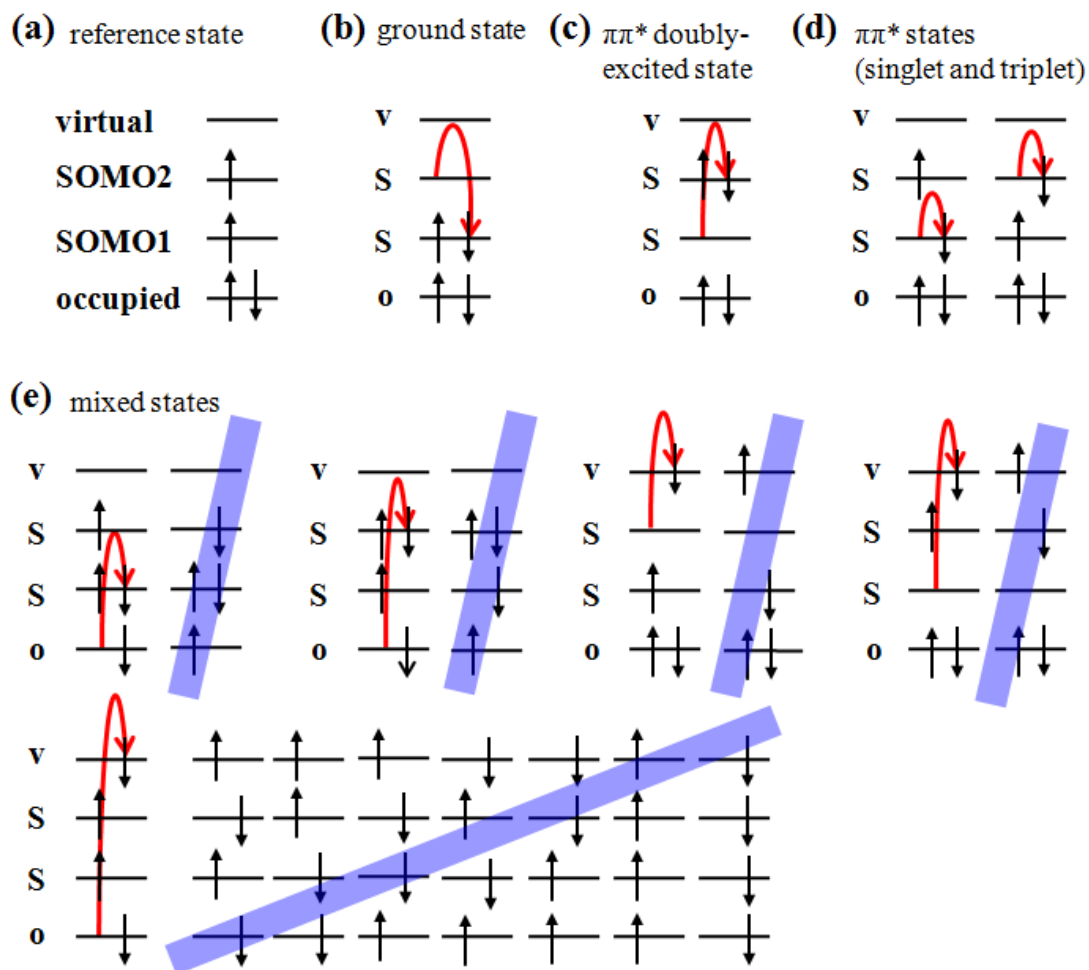 (a) reference state
(b) ground state
(c) ππ* doubly-
excited state
(d) ππ* states
(singlet and triplet)
virtual
SOMO2
SOMO1
occupied
v
S
S
o
v
S
S
o
v
S
S
o
(e) mixed states
v
S
S
o
v
S
S
o
v
S
S
o
v
S
S
o
v
S
S
o